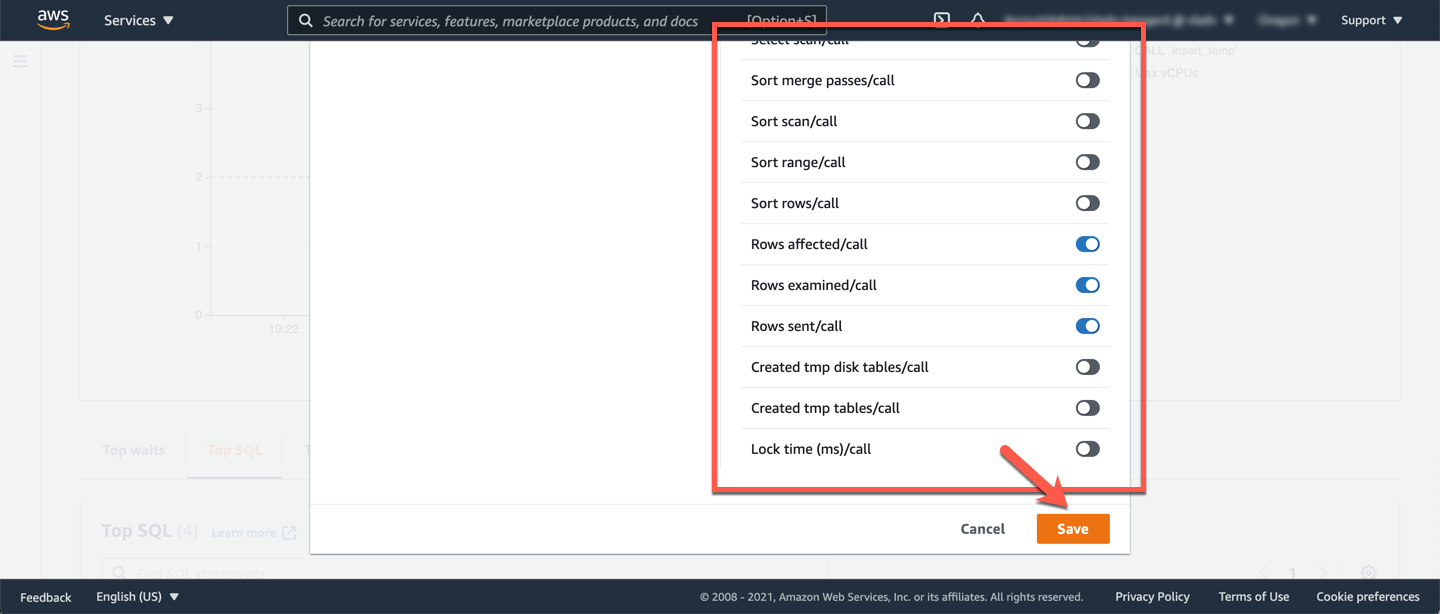 aws
Services
Search for services, features, marketplace products, and docs
[Option+S]
Support
Select scan/call
CALL `insert_temp`
Max vCPUs
Sort merge passes/call
3
Sort scan/call
Sort range/call
2
Sort rows/call
Rows affected/call
1
Rows examined/call
0
19:22
Rows sent/call
Created tmp disk tables/call
Created tmp tables/call
Top waits
Top SQL
T
Lock time (ms)/call
Top SQL (4)
Learn more
Cancel
Save
Find SQL statements
1
Feedback
English (US)
© 2008 - 2021, Amazon Web Services, Inc. or its affiliates. All rights reserved.
Privacy Policy
Terms of Use
Cookie preferences